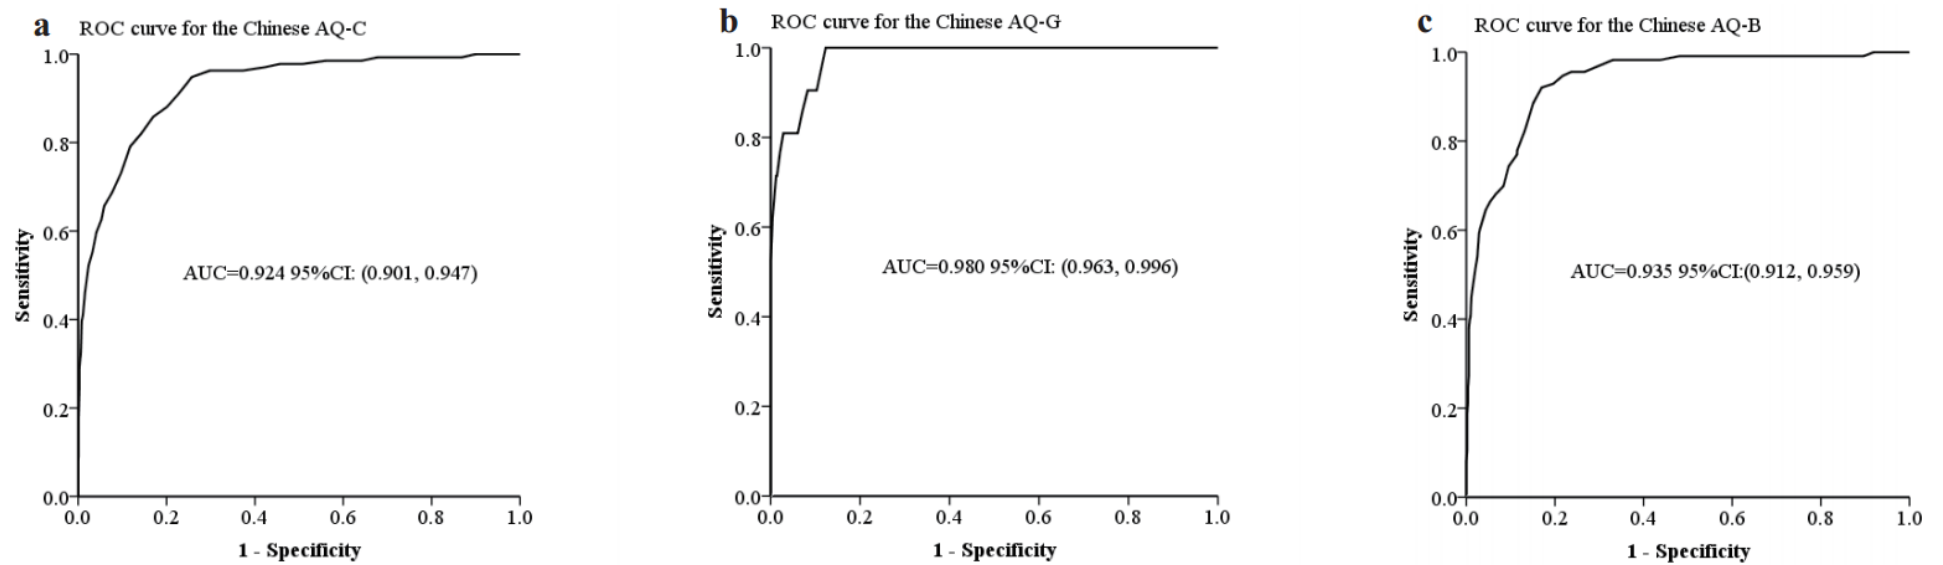 a ROC curve for the Chinese AQ-C
1.0
0.8
0.6
0.4
0.2
0.0
Sensitivity
AUC=0.924 95%CI: (0.901, 0.947)
0.0 0.2 0.4 0.6 0.8 1.0
1 - Specificity
b ROC curve for the Chinese AQ-G
1.0
0.8
0.6
0.4
0.2
0.0
Sensitivity
AUC=0.980 95%CI: (0.963, 0.996)
0.0 0.2 0.4 0.6 0.8 1.0
1 - Specificity
c ROC curve for the Chinese AQ-B
1.0
0.8
0.6
0.4
0.2
0.0
Sensitivity
AUC=0.935 95%CI:(0.912, 0.959)
0.0 0.2 0.4 0.6 0.8 1.0
1 - Specificity